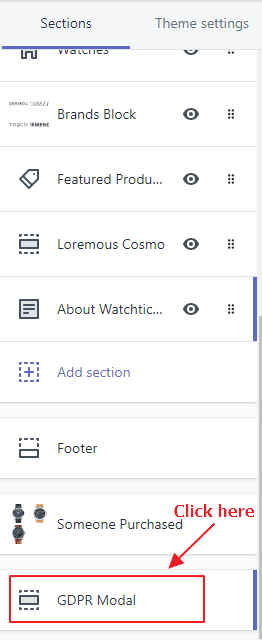 Sections
Theme settings
Watches
Brands Block
Featured Produ...
Loremous Cosmo
About Watchtic...
Add section
Footer
Click here
Someone Purchased
GDPR Modal